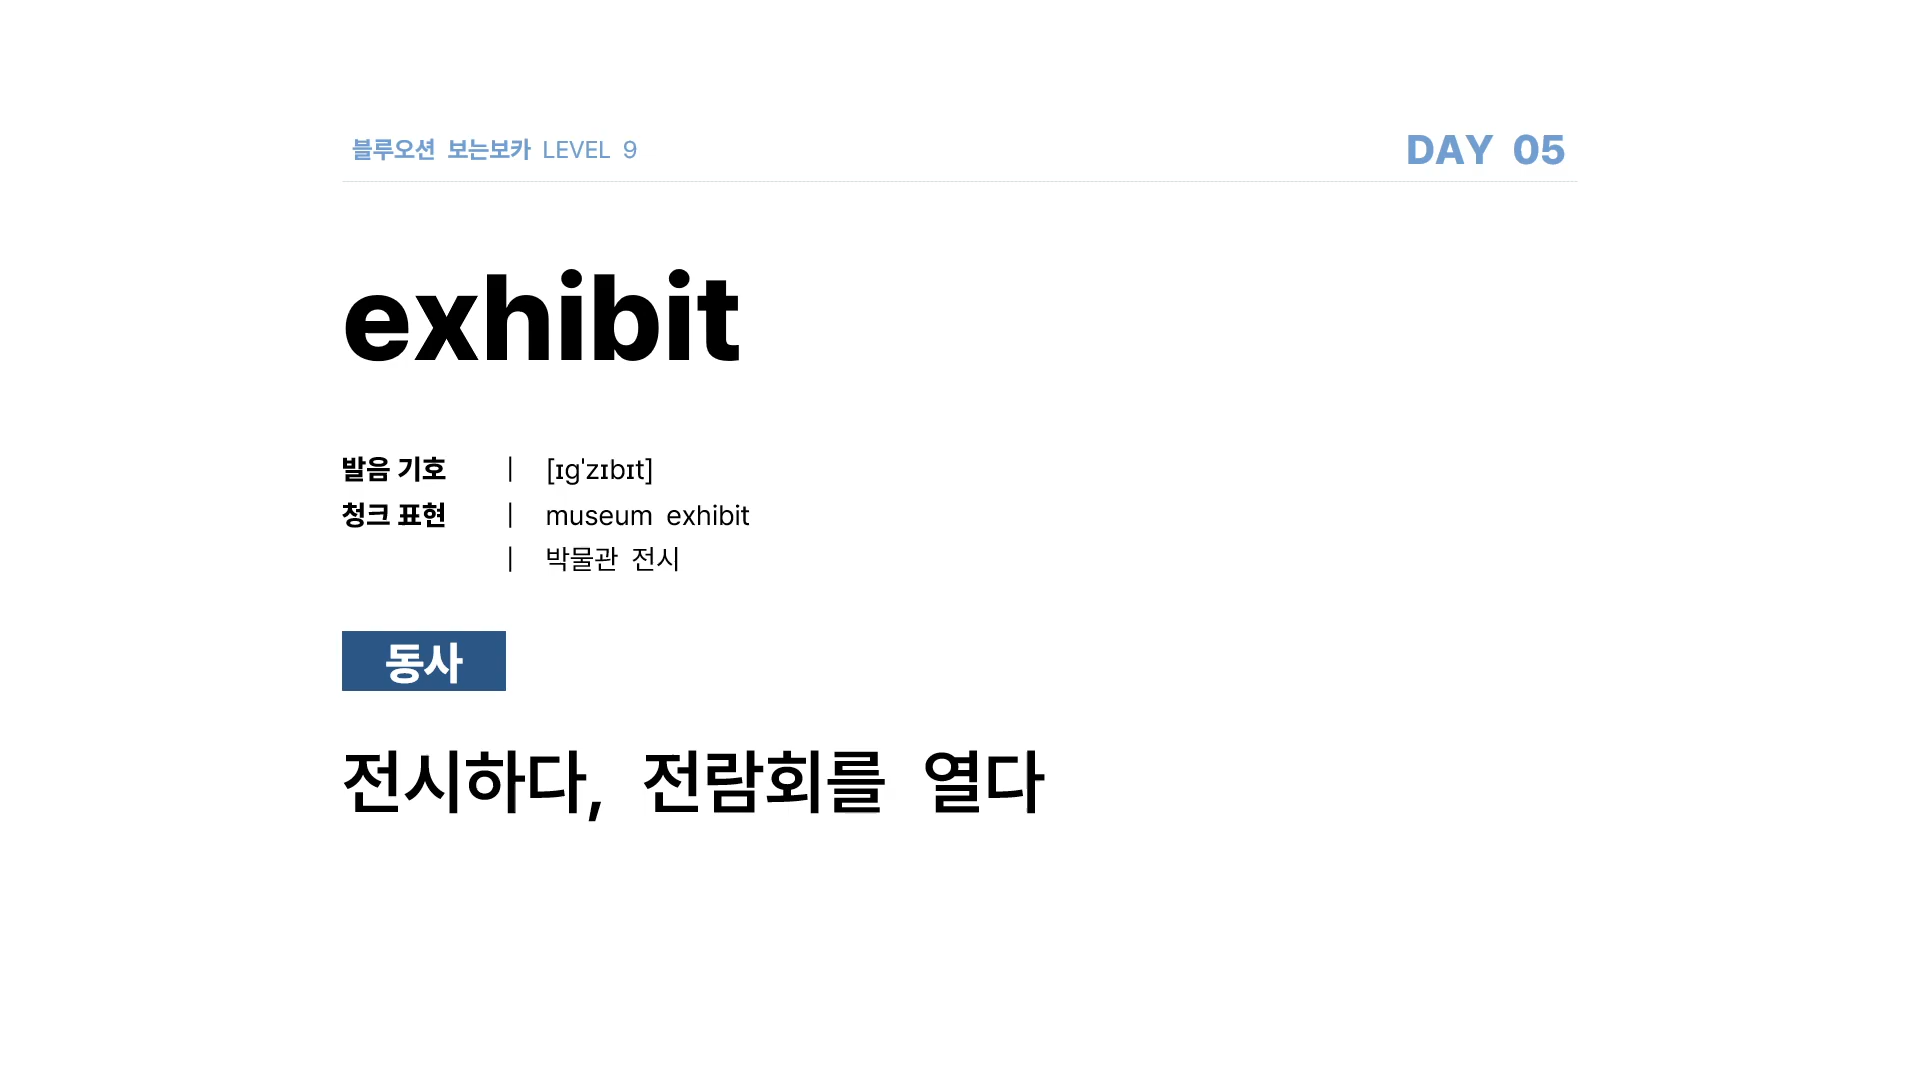 블루오션 보는보카 LEVEL 9
DAY 05
exhibit
발음 기호 | [ɪɡˈzɪbɪt]
청크 표현 | museum exhibit
| 박물관 전시
동사
전시하다, 전람회를 열다